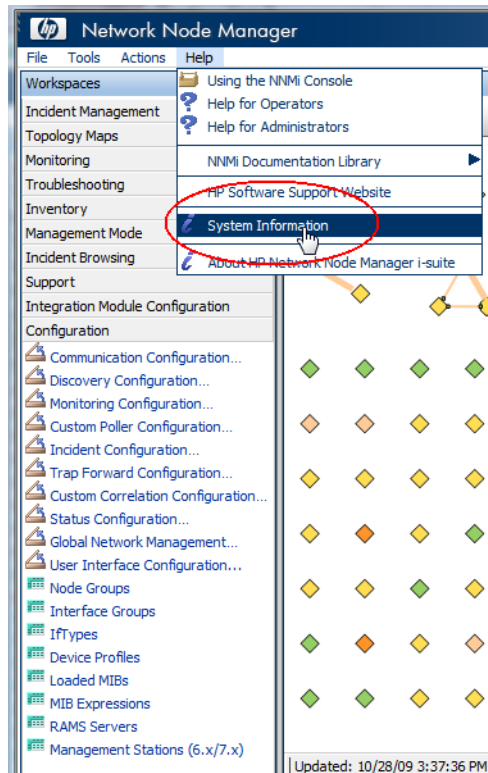 hp Network Node Manager
File Tools Actions Help
Workspaces
Incident Management
Topology Maps
Monitoring
Troubleshooting
Inventory
Management Mode
Incident Browsing
Support
Integration Module Configuration
Configuration
Communication Configuration...
Discovery Configuration...
Monitoring Configuration...
Custom Poller Configuration...
Incident Configuration...
Trap Forward Configuration...
Custom Correlation Configuration...
Status Configuration...
Global Network Management...
User Interface Configuration...
Node Groups
Interface Groups
IfTypes
Device Profiles
Loaded MIBs
MIB Expressions
RAMS Servers
Management Stations (6.x/7.x)
Using the NNMi Console
Help for Operators
Help for Administrators
NNMi Documentation Library
HP Software Support Website
System Information
About HP Network Node Manager i-suite
Updated: 10/28/09 3:37:36 PM